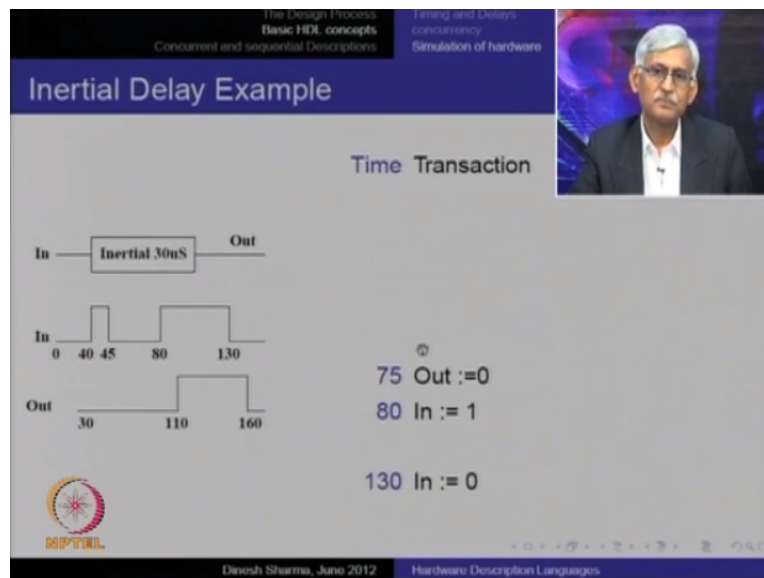 The Design Process
Basic HDL concepts
Concurrent and sequential Descriptions
Timing and Delays
concurrency
Simulation of hardware
Inertial Delay Example
Time Transaction
In Inertial 30uS Out
In
0 40 45 80 130
Out
30 110 160
75 Out :=0
80 In := 1
130 In := 0
NPTEL
Dinesh Sharma, June 2012 Hardware Description Languages